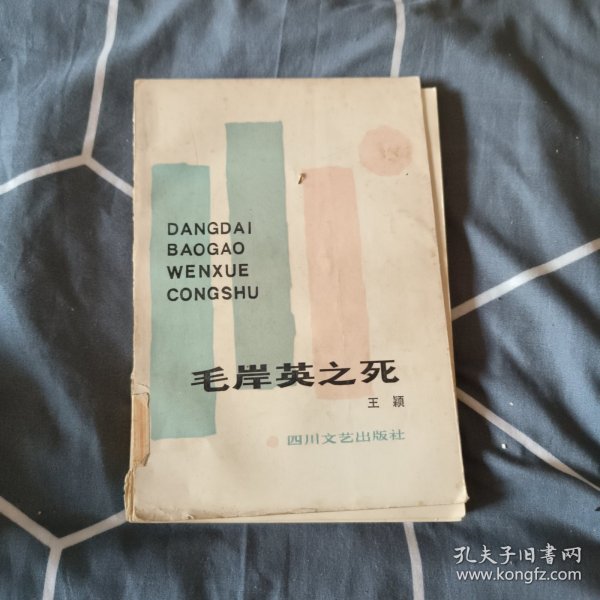 DANGDAI
BAOGAO
WENXUE
CONGSHU
毛岸英之死
王颖
四川文艺出版社
孔夫子旧书网
www.kongfz.com